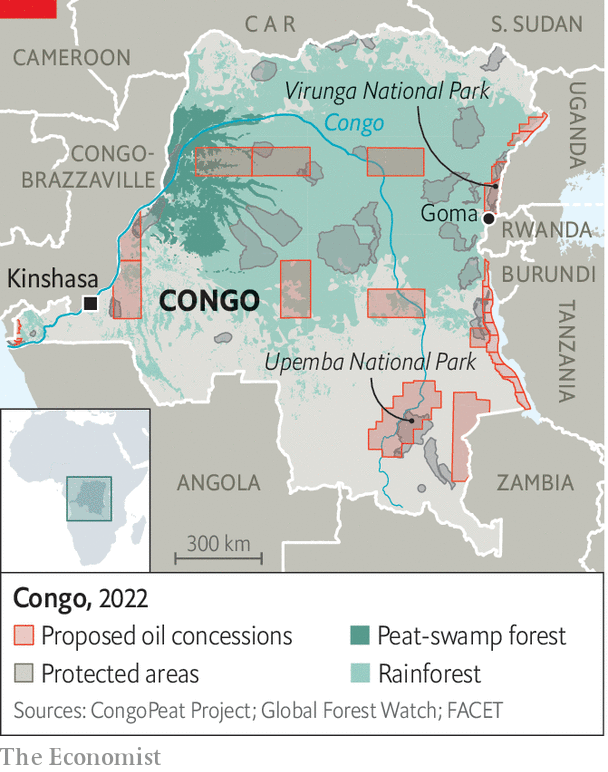 CAR
S. SUDAN
CAMEROON
Virunga National Park
Congo
UGANDA
CONGO-
BRAZZAVILLE
Goma
RWANDA
BURUNDI
Kinshasa
CONGO
TANZANIA
Upemba National Park
ANGOLA
ZAMBIA
300 km
Congo, 2022
Proposed oil concessions
Peat-swamp forest
Protected areas
Rainforest
Sources: CongoPeat Project; Global Forest Watch; FACET
The Economist